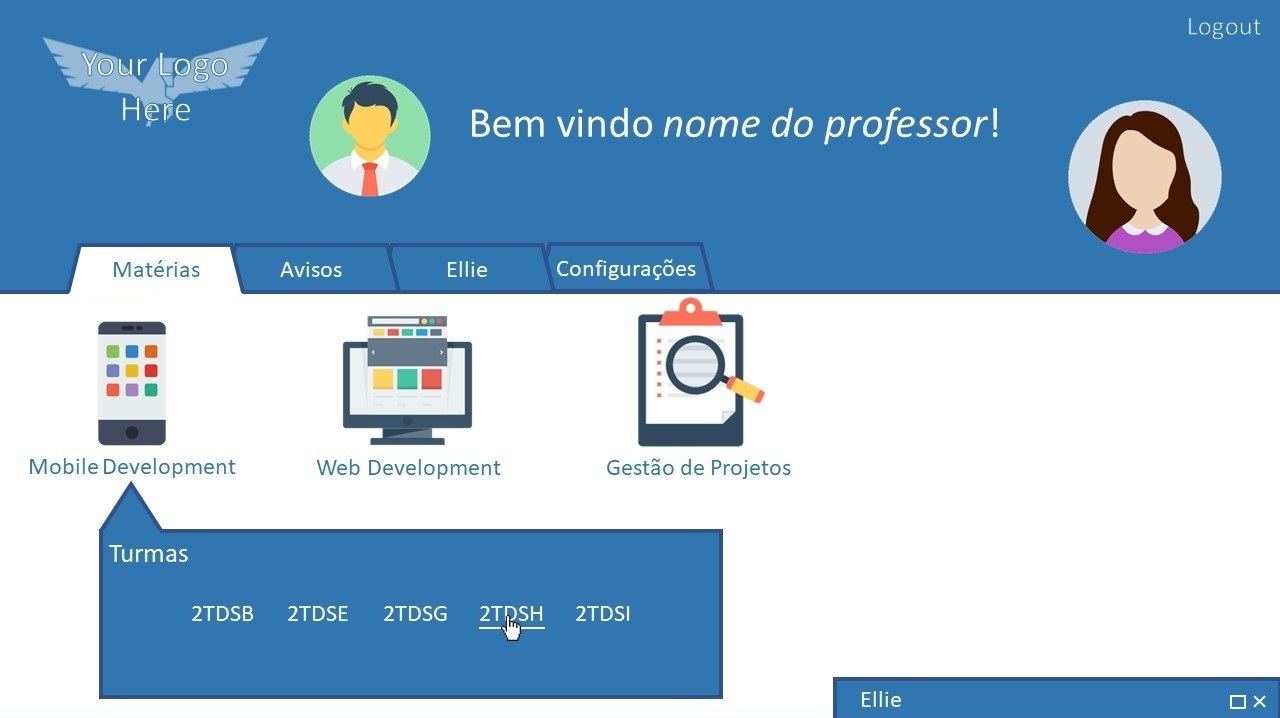 Logout
Your Logo
Here
Bem vindo nome do professor!
Matérias
Avisos
Ellie
Configurações
Mobile Development
Web Development
Gestão de Projetos
Turmas
2TDSB 2TDSE 2TDSG 2TDSH 2TDSI
Ellie